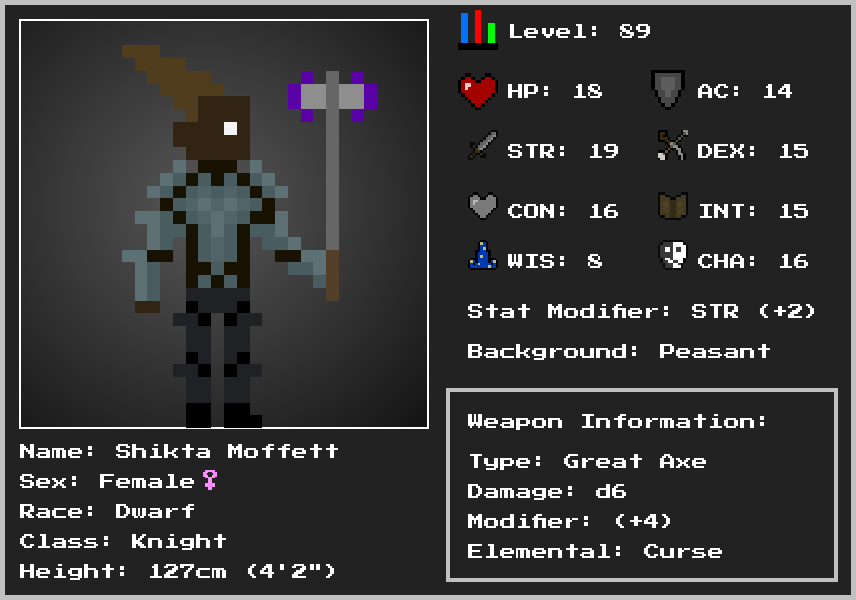 Level: 89
HP: 18
AC: 14
STR: 19
DEX: 15
CON: 16
INT: 15
WIS: 8
CHA: 16
Stat Modifier: STR (+2)
Background: Peasant
Weapon Information:
Type: Great Axe
Damage: d6
Modifier: (+4)
Elemental: Curse
Name: Shikta Moffett
Sex: Female♀
Race: Dwarf
Class: Knight
Height: 127cm (4'2")